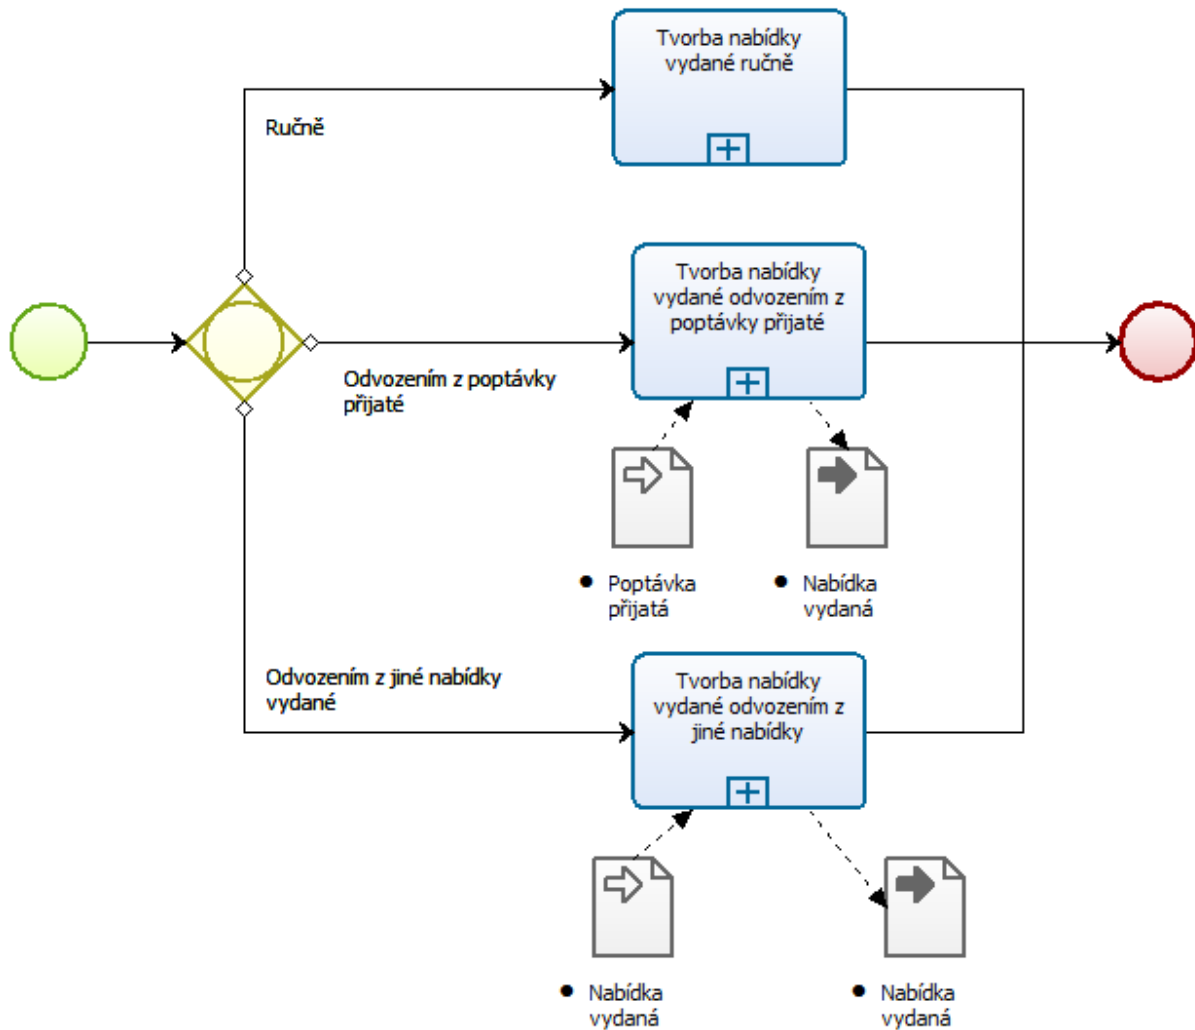 Tvorba nabídky
vydané ručně
Ručně
Tvorba nabídky
vydané odvozením z
poptávky přijaté
Odvozením z poptávky
přijaté
Poptávka
přijatá
Nabídka
vydaná
Odvozením z jiné nabídky
vydané
Tvorba nabídky
vydané odvozením z
jiné nabídky
Nabídka
vydaná
Nabídka
vydaná